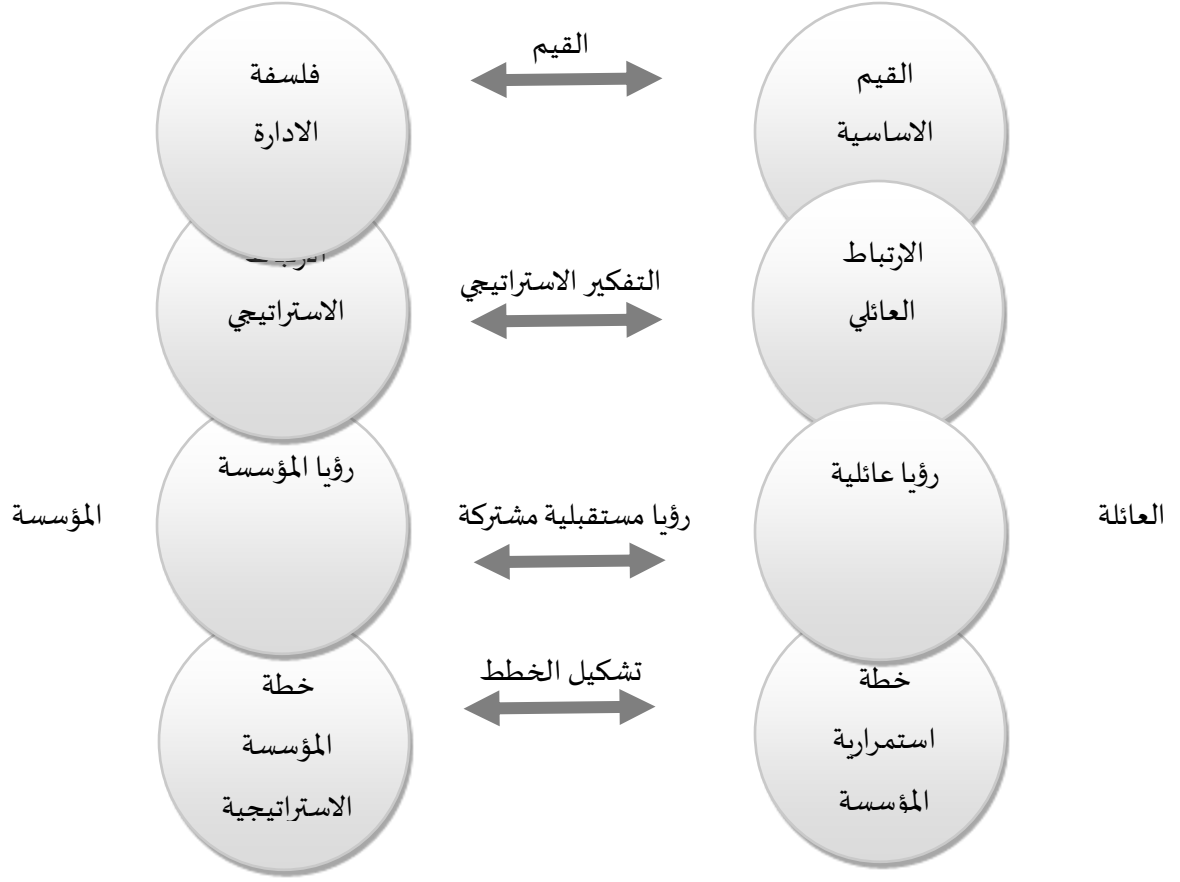 القيم
القيم
فلسفة
الاساسية
الادارة
الارتباط
العائلي
التفكير الاستراتيجي
الاستراتيجي
العائلة
رؤيا عائلية
رؤيا مستقبلية مشتركة
رؤيا المؤسسة
المؤسسة
خطة
استمرارية
المؤسسة
تشكيل الخطط
خطة
المؤسسة
الاستراتيجية